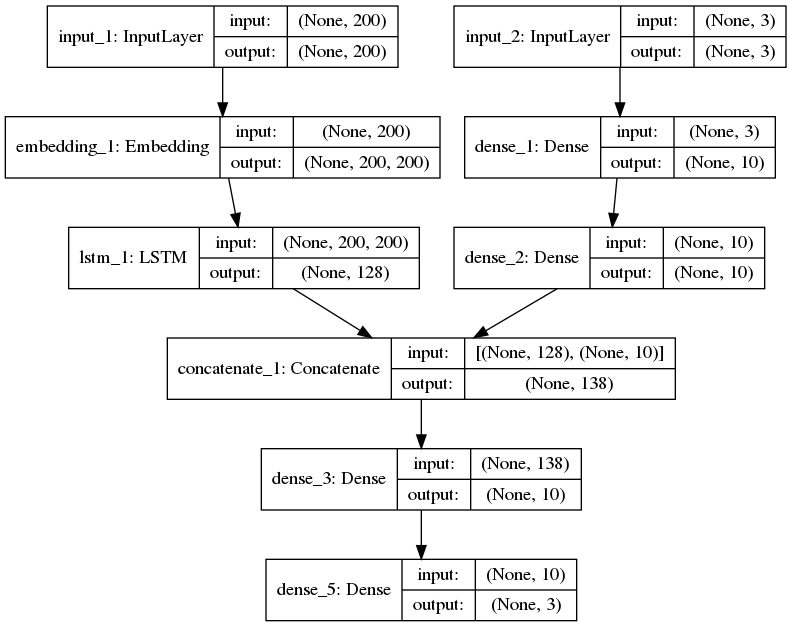 input_1: InputLayer
input: (None, 200)
output: (None, 200)
input_2: InputLayer
input: (None, 3)
output: (None, 3)
embedding_1: Embedding
input: (None, 200)
output: (None, 200, 200)
dense_1: Dense
input: (None, 3)
output: (None, 10)
lstm_1: LSTM
input: (None, 200, 200)
output: (None, 128)
dense_2: Dense
input: (None, 10)
output: (None, 10)
concatenate_1: Concatenate
input: [(None, 128), (None, 10)]
output: (None, 138)
dense_3: Dense
input: (None, 138)
output: (None, 10)
dense_5: Dense
input: (None, 10)
output: (None, 3)